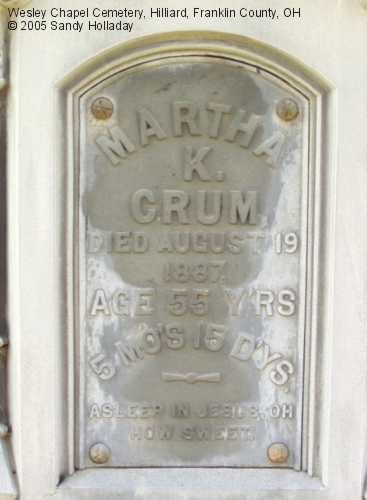 Wesley Chapel Cemetery, Hilliard, Franklin County, OH
© 2005 Sandy Holladay
MARTHA
K.
CRUM,
DIED AUGUST 19
1887.
AGE 55 Y'RS
5 MO'S 15 D'YS.
ASLEEP IN JESUS, OH
HOW SWEET.